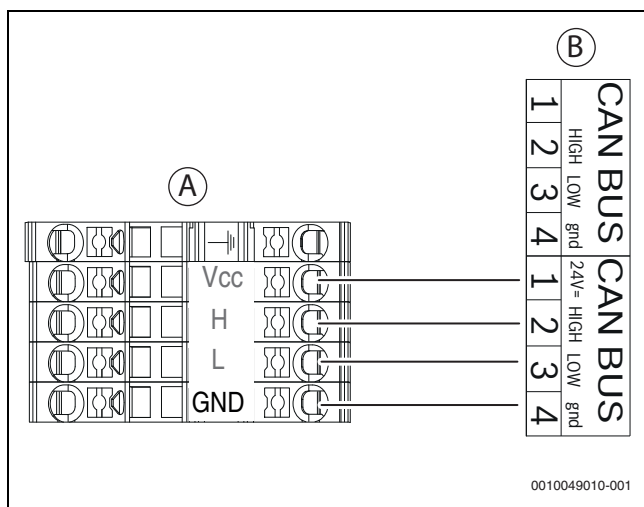 B
CAN BUS
1
2 HIGH
3 LOW
4 gnd
CAN BUS
1 24V=
2 HIGH
3 LOW
4 gnd
A
Vcc
H
L
GND
0010049010-001